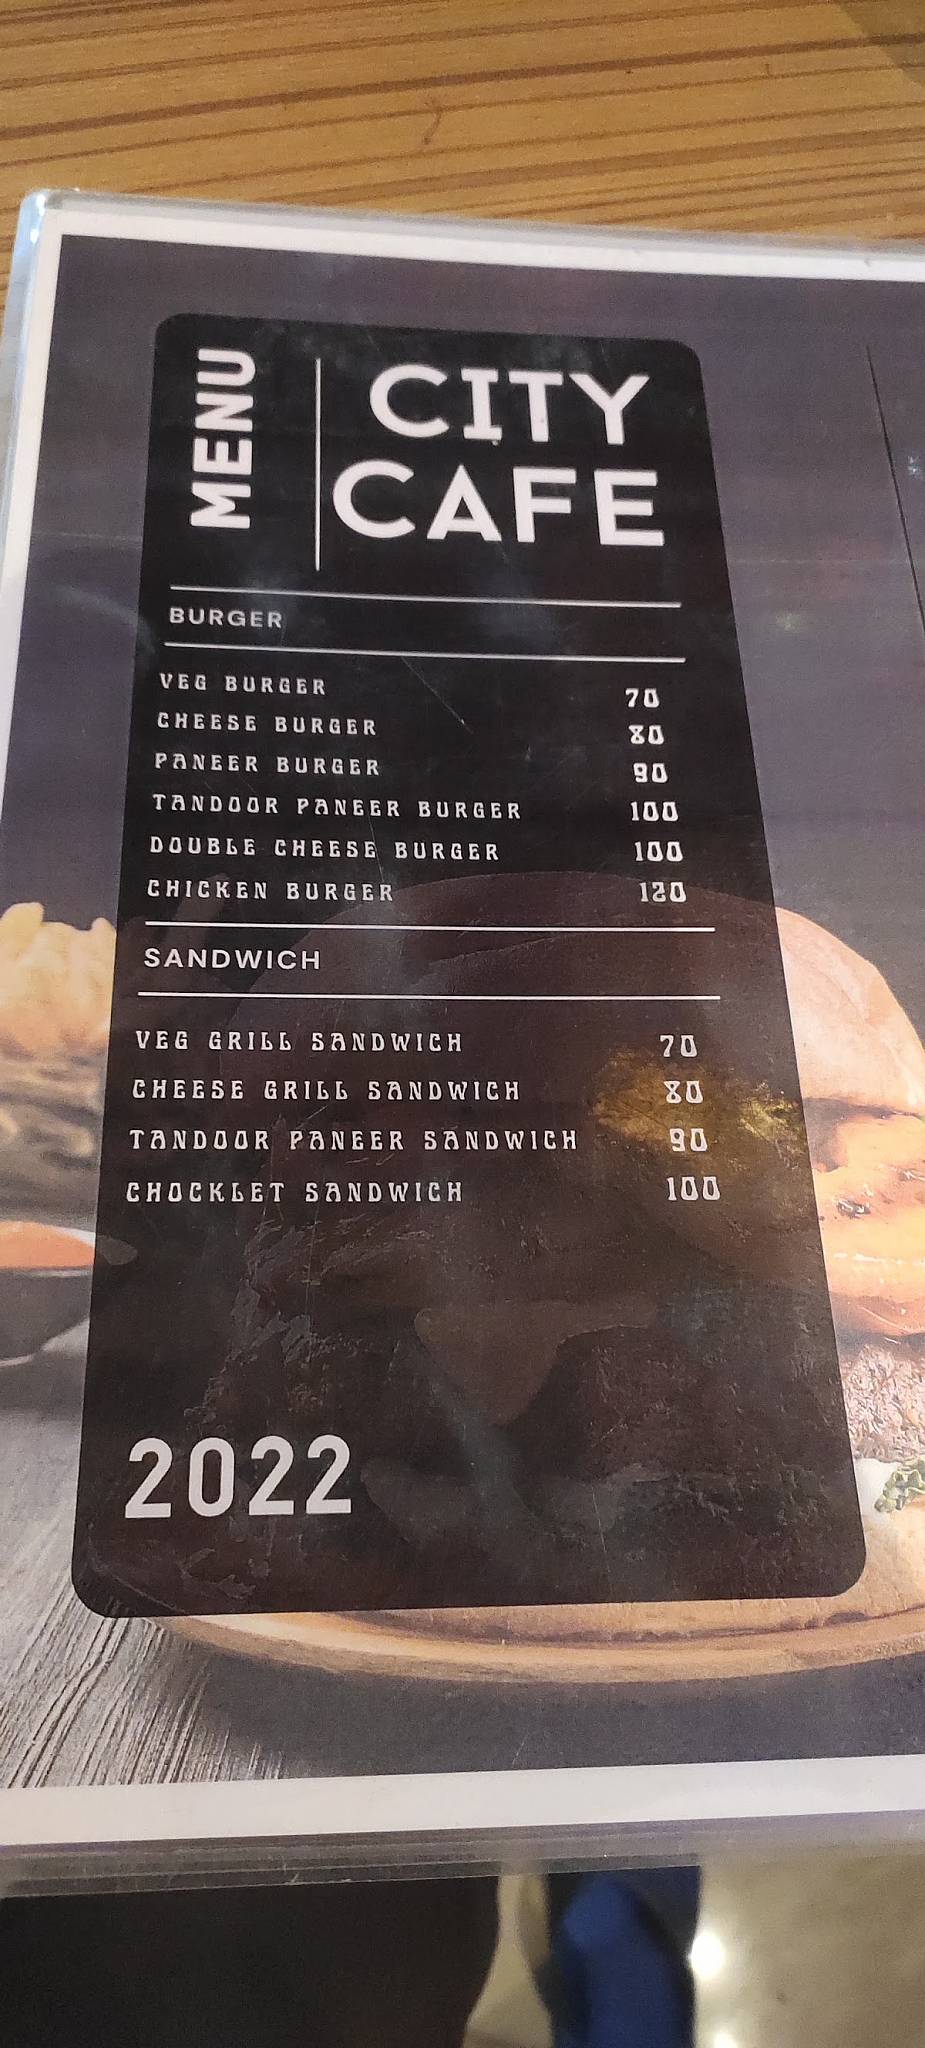 MENU
CITY
CAFE
BURGER
VEG BURGER 70
CHEESE BURGER 80
PANEER BURGER 90
TANDOOR PANEER BURGER 100
DOUBLE CHEESE BURGER 100
CHICKEN BURGER 120
SANDWICH
VEG GRILL SANDWICH 70
CHEESE GRILL SANDWICH 80
TANDOOR PANEER SANDWICH 90
CHOCKLET SANDWICH 100
2022